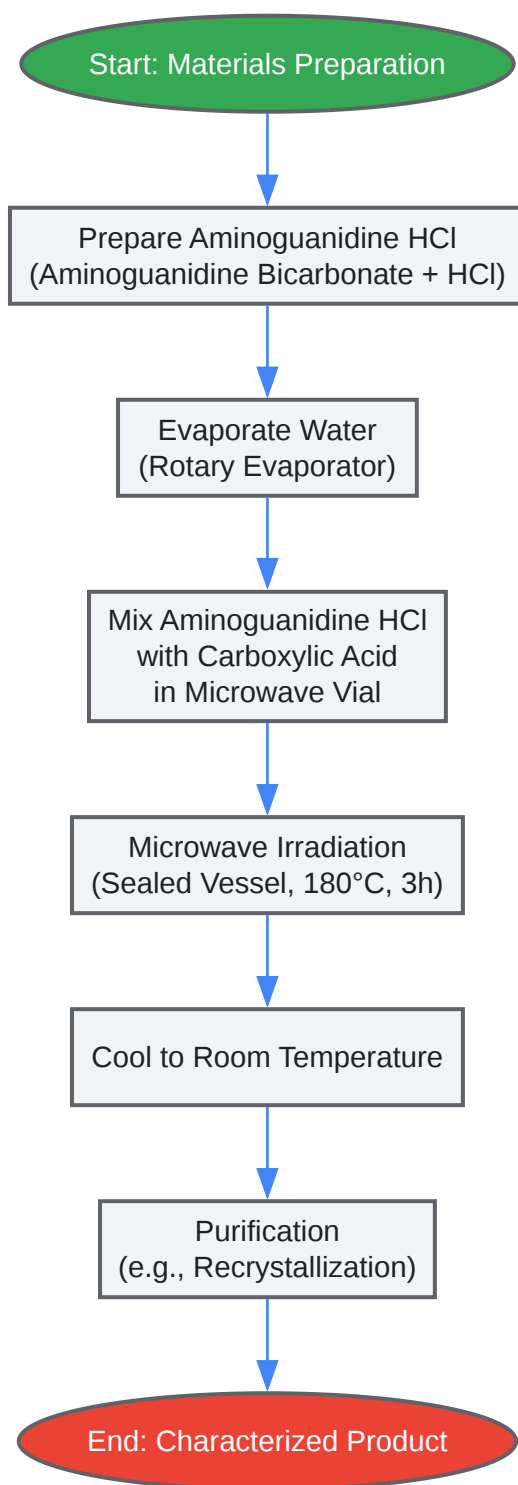 Start: Materials Preparation
Prepare Aminoguanidine HCl
(Aminoguanidine Bicarbonate + HCl)
Evaporate Water
(Rotary Evaporator)
Mix Aminoguanidine HCl
with Carboxylic Acid
in Microwave Vial
Microwave Irradiation
(Sealed Vessel, 180°C, 3h)
Cool to Room Temperature
Purification
(e.g., Recrystallization)
End: Characterized Product